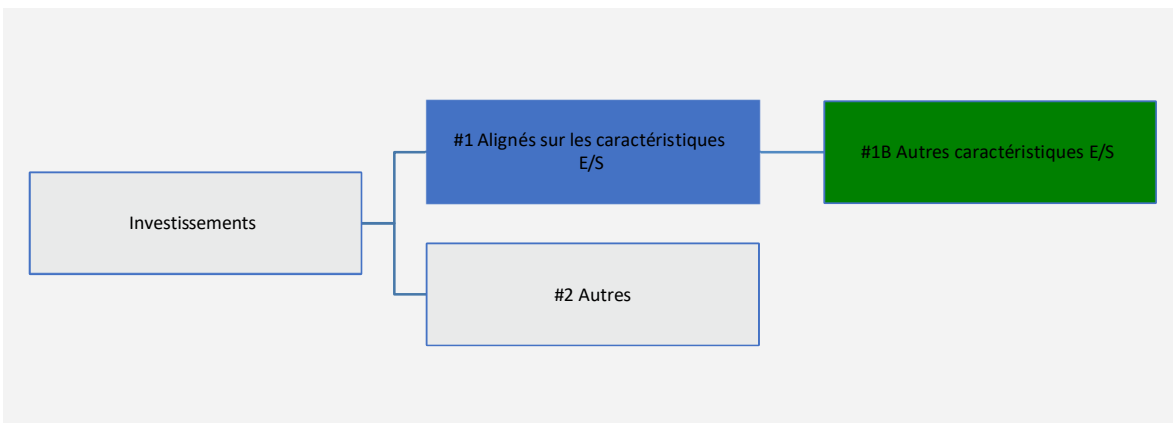 #1 Alignés sur les caractéristiques
E/S
#1B Autres caractéristiques E/S
Investissements
#2 Autres